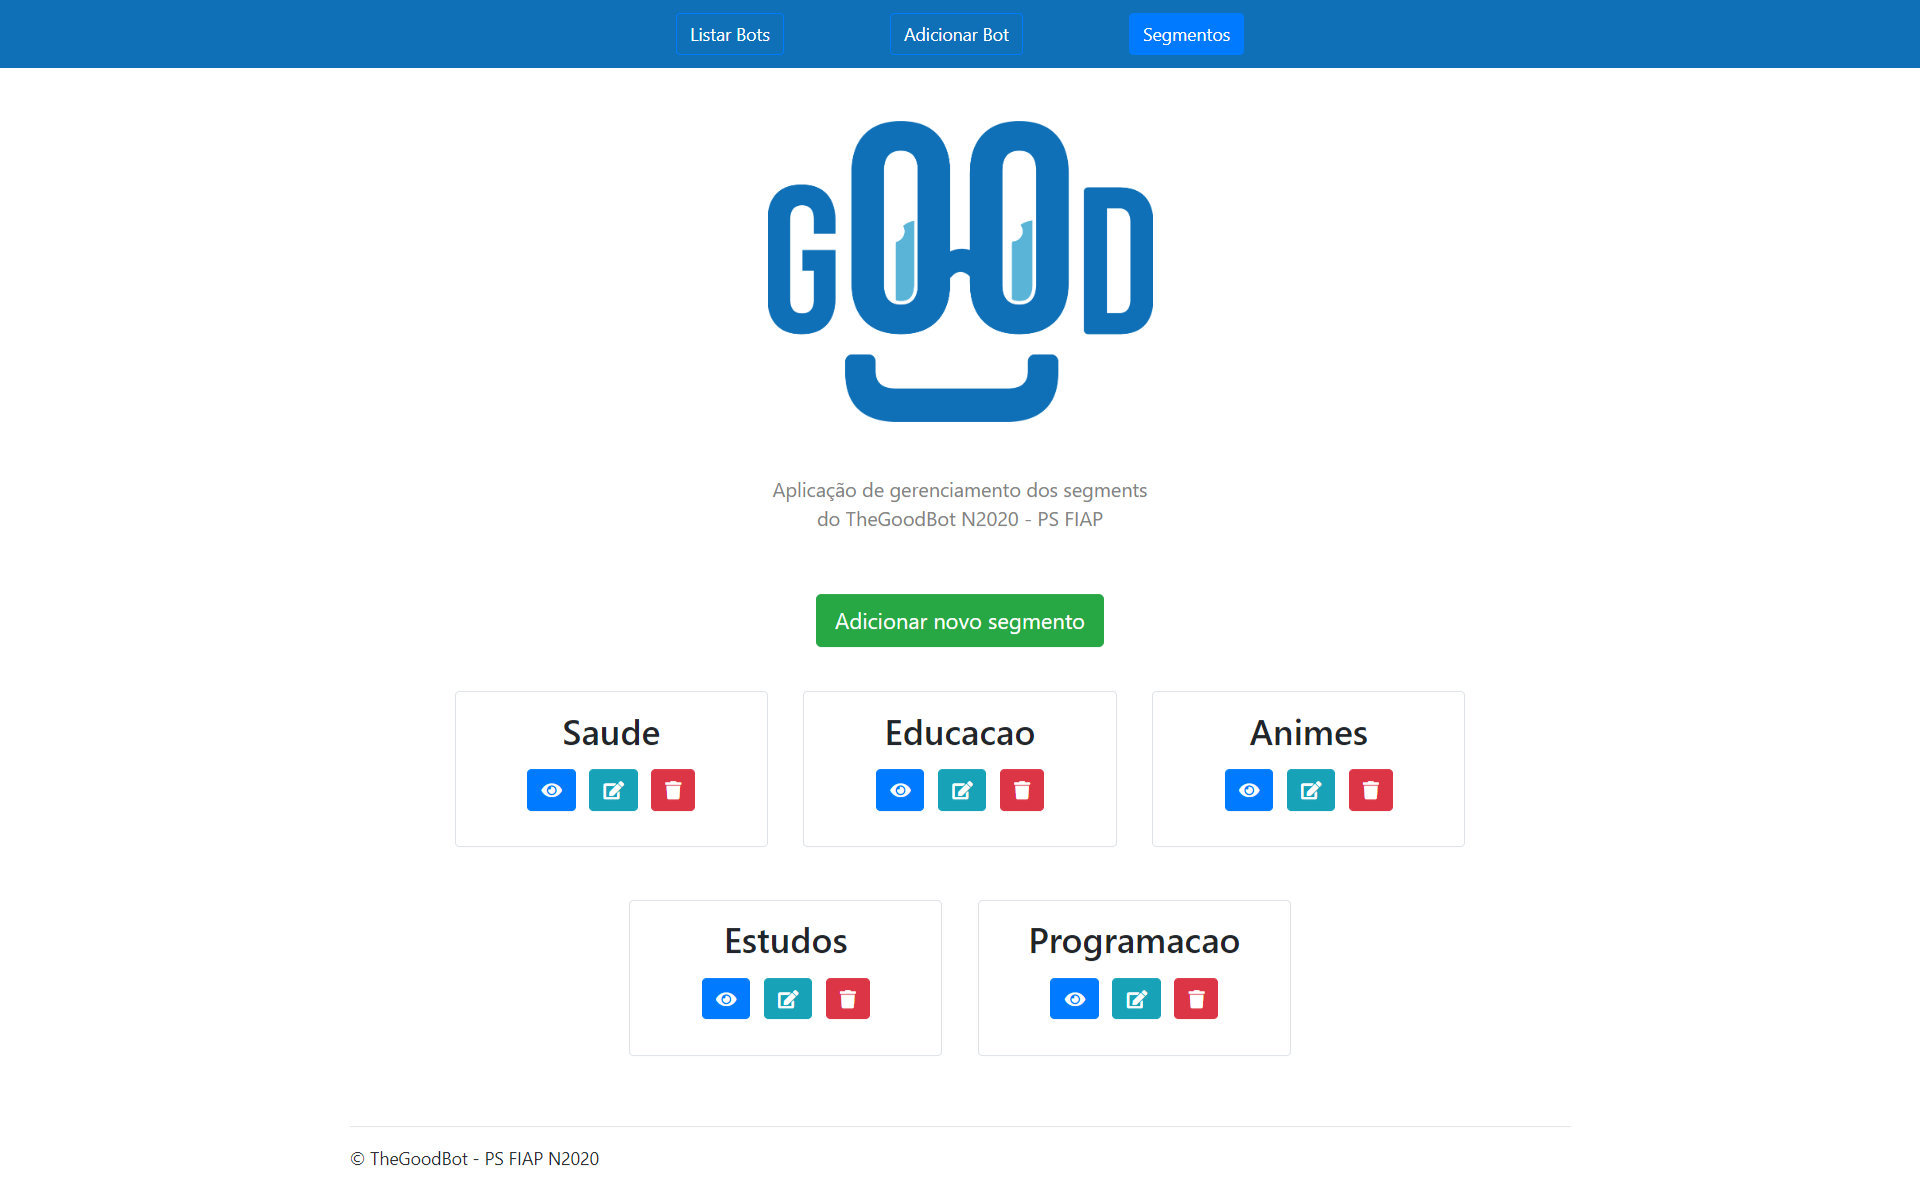 Listar Bots
Adicionar Bot
Segmentos
GOOD
Aplicação de gerenciamento dos segments
do TheGoodBot N2020 - PS FIAP
Adicionar novo segmento
Saude
Educacao
Animes
Estudos
Programacao
© TheGoodBot - PS FIAP N2020